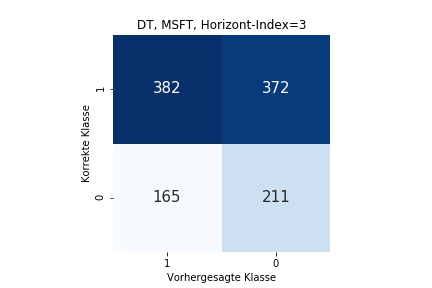 DT, MSFT, Horizont-Index=3
Korrekte Klasse
1
382
372
0
165
211
1
0
Vorhergesagte Klasse